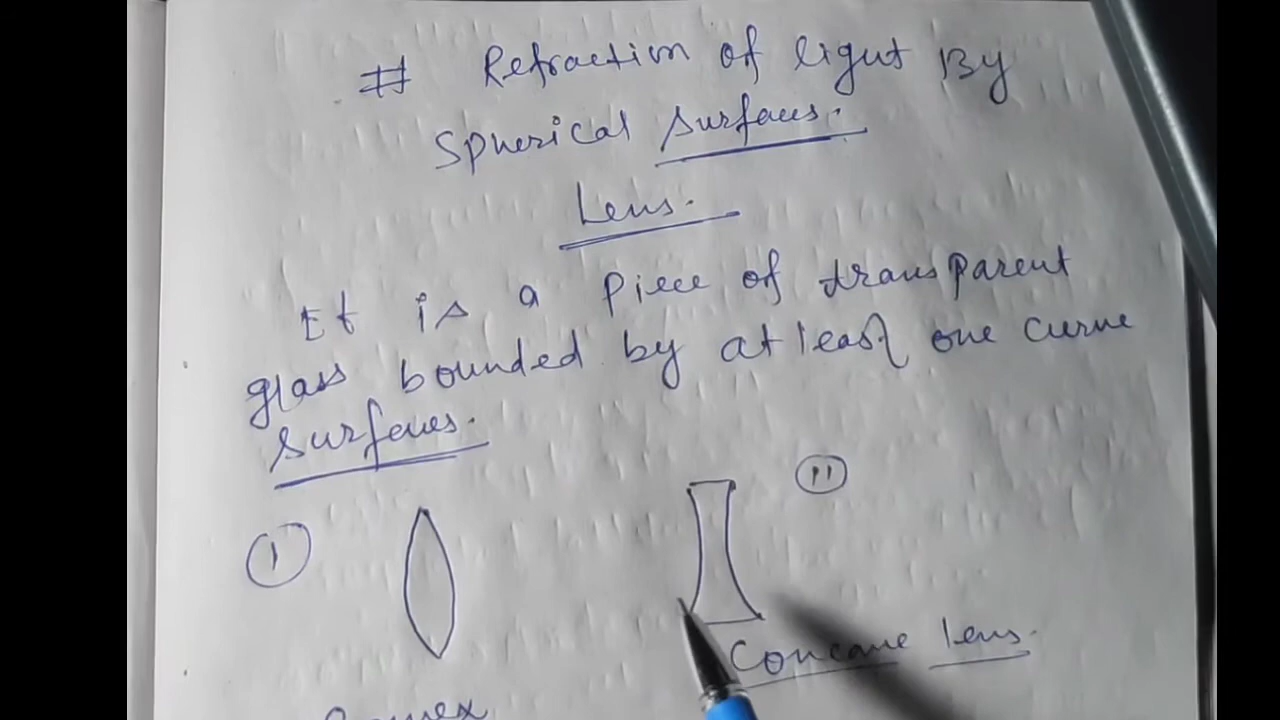 # Refraction of light By
Spherical Surfaces.
Lens.
It is a piece of transparent
glass bounded by at least one curve
surfaces.
I
II
Concave lens.
Convex